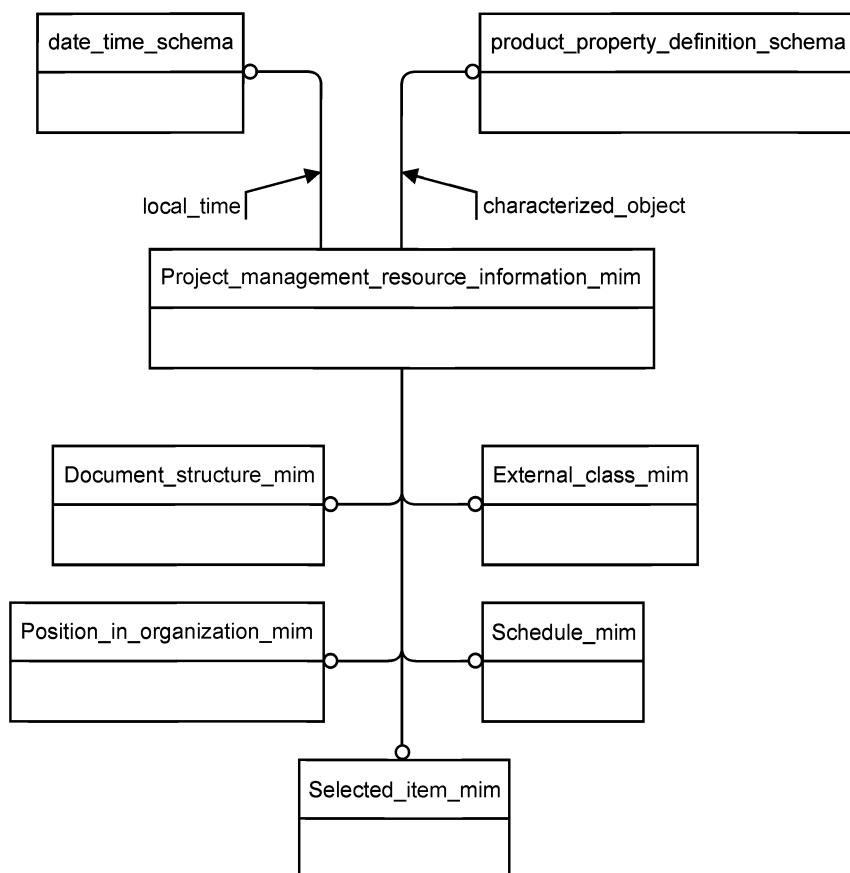 date_time_schema
product_property_definition_schema
local_time
characterized_object
Project_management_resource_information_mim
Document_structure_mim
External_class_mim
Position_in_organization_mim
Schedule_mim
Selected_item_mim